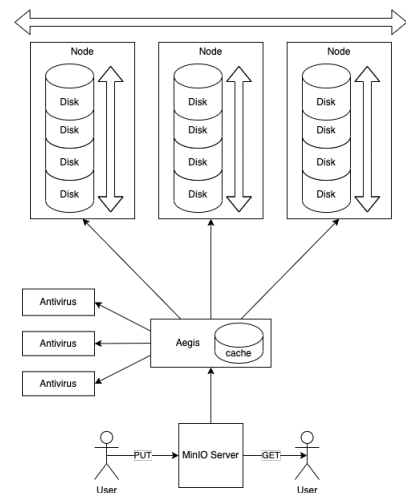 Node Node Node
Disk Disk Disk
Disk Disk Disk
Disk Disk Disk
Disk Disk Disk
Antivirus
Antivirus
Antivirus
Aegis
cache
PUT
MinIO Server
GET
User
User